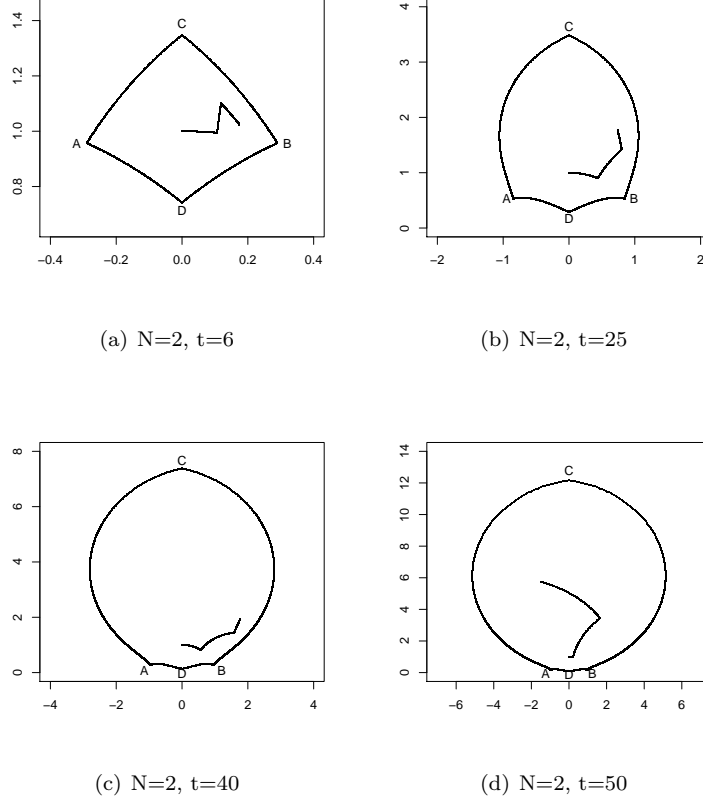 1.4
1.2
1.0
0.8
C
A
B
D
−0.4 −0.2 0.0 0.2 0.4
(a) N=2, t=6
4
3
2
1
0
C
A
B
D
−2 −1 0 1 2
(b) N=2, t=25
8
6
4
2
0
C
A
D
B
−4 −2 0 2 4
(c) N=2, t=40
14
12
10
8
6
4
2
0
C
A D B
−6 −4 −2 0 2 4 6
(d) N=2, t=50